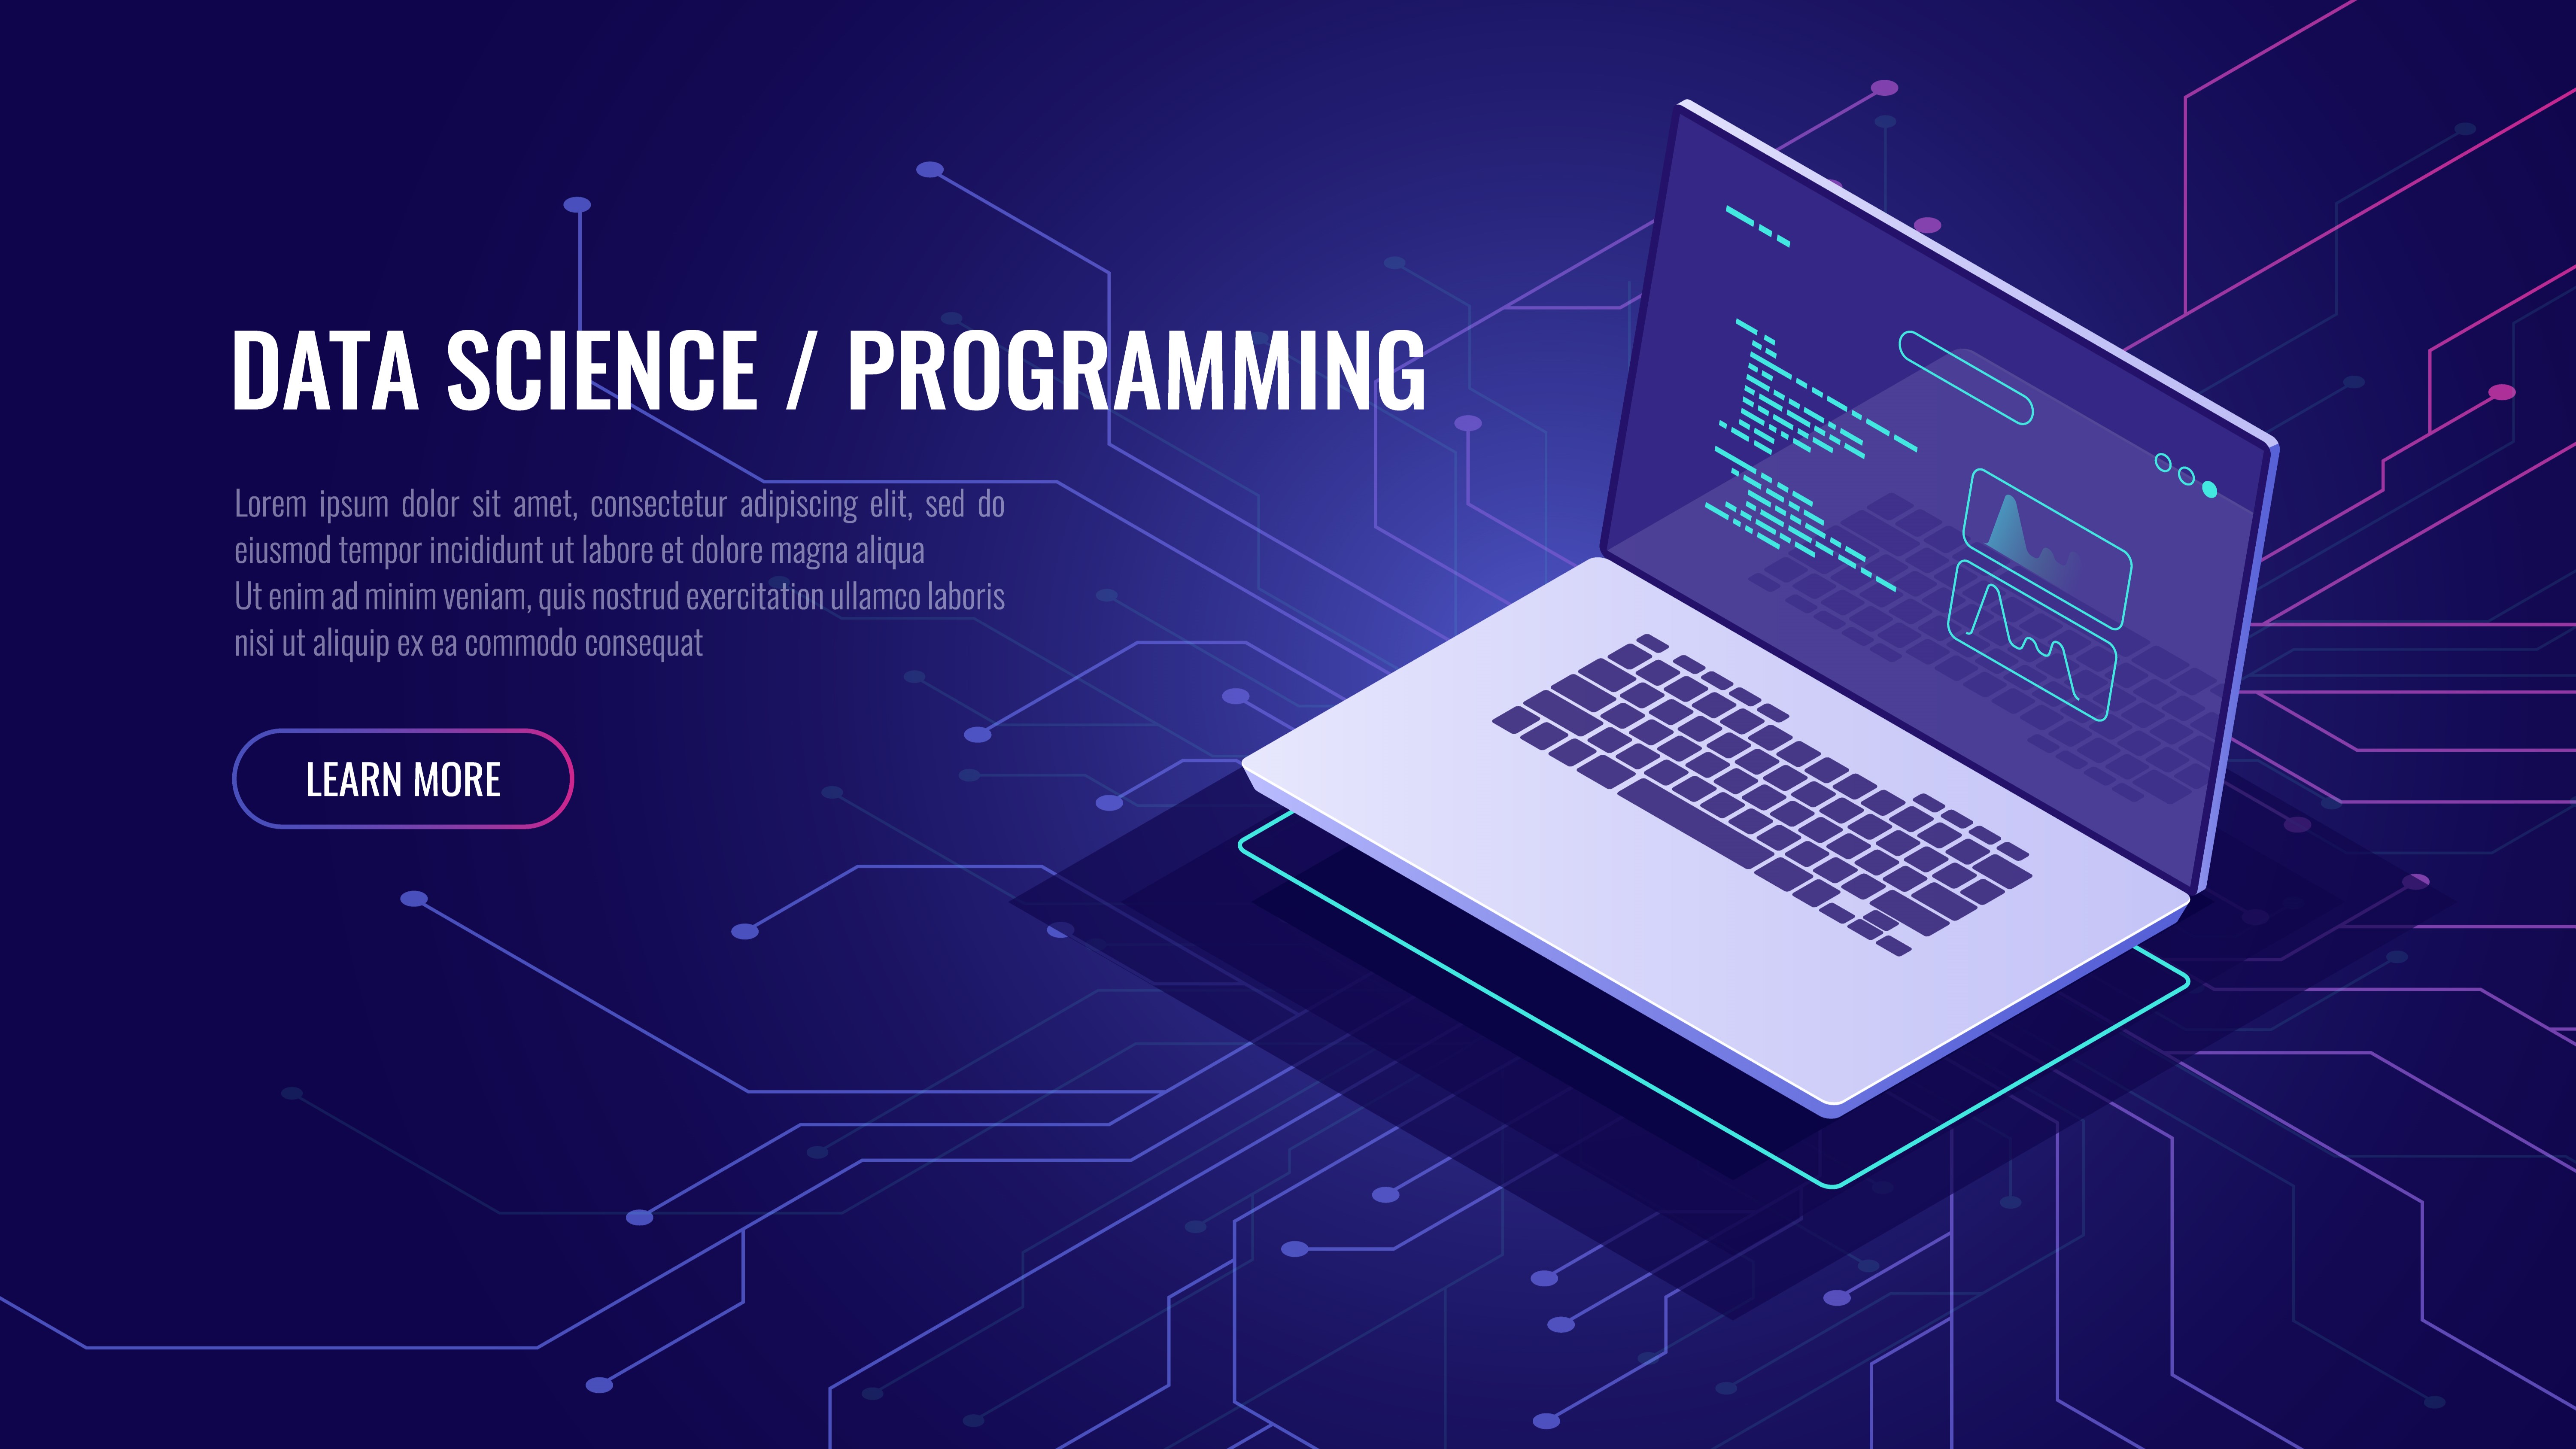 DATA SCIENCE / PROGRAMMING
Lorem ipsum dolor sit amet, consectetur adipiscing elit, sed do
eiusmod tempor incididunt ut labore et dolore magna aliqua
Ut enim ad minim veniam, quis nostrud exercitation ullamco laboris
nisi ut aliquip ex ea commodo consequat
LEARN MORE